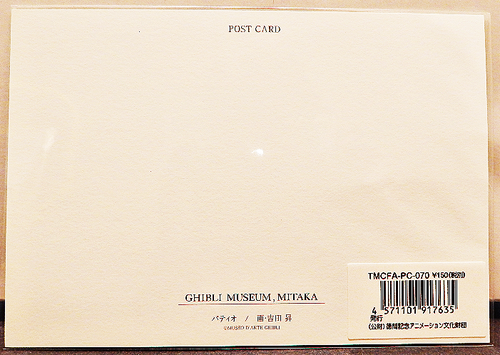 POST CARD
GHIBLI MUSEUM, MITAKA
パティオ / 画・吉田 昇
©MUSEO D'ARTE GHIBLI
TMCFA-PC-070 ¥150(税別)
4 571101 917635
発行
(公財)徳間記念アニメーション文化財団